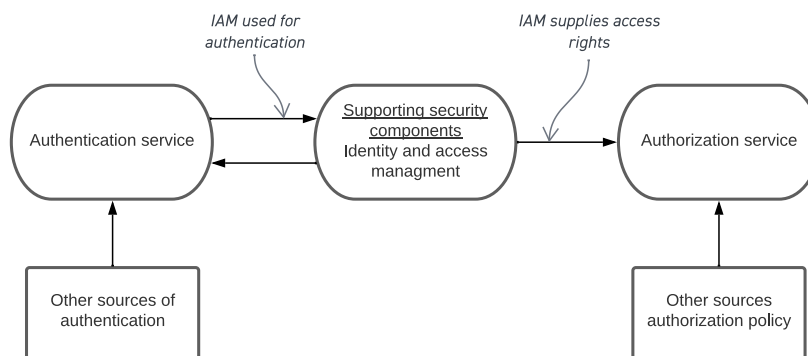 IAM used for
authentication
IAM supplies access
rights
Authentication service
Supporting security
components
Identity and access
managment
Authorization service
Other sources of
authentication
Other sources
authorization policy